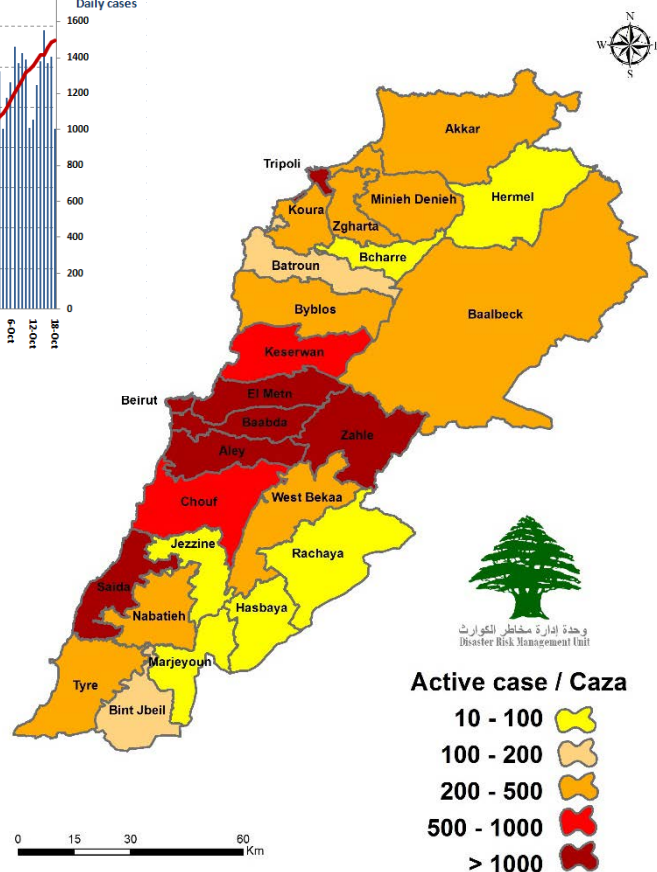 Daily cases
1600
1400
1200
1000
800
600
400
200
0
6-Oct
12-Oct
18-Oct
N
W
E
S
Akkar
Tripoli
Minieh Denieh
Hermel
Koura
Zgharta
Bcharre
Batroun
Byblos
Baalbeck
Keserwan
El Metn
Beirut
Baabda
Zahle
Aley
Chouf
West Bekaa
Jezzine
Rachaya
Saida
Hasbaya
Nabatieh
Marjeyoun
Tyre
Bint Jbeil
وحدة إدارة مخاطر الكوارث
Disaster Risk Management Unit
Active case / Caza
10 - 100
100 - 200
200 - 500
500 - 1000
> 1000
0 15 30 60
Km